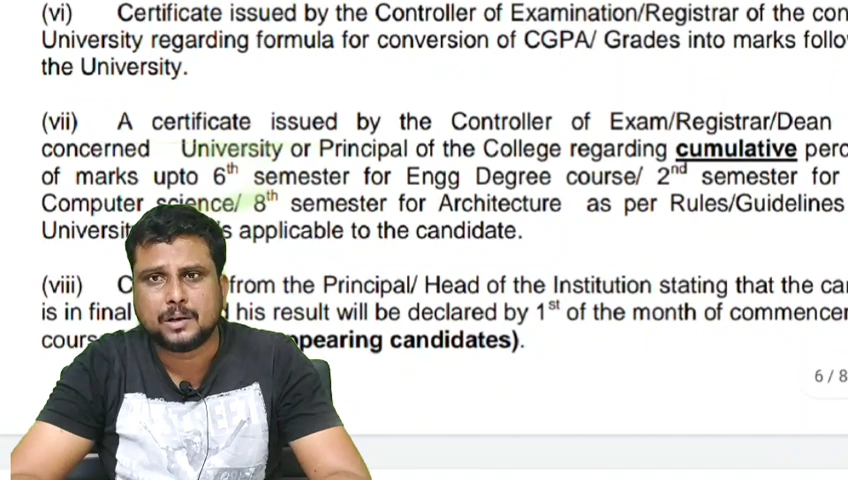 (vi) Certificate issued by the Controller of Examination/Registrar of the con
University regarding formula for conversion of CGPA/ Grades into marks follo
the University.
(vii) A certificate issued by the Controller of Exam/Registrar/Dean
concerned University or Principal of the College regarding cumulative perc
of marks upto 6th semester for Engg Degree course/ 2nd semester for
Computer science/ 8th semester for Architecture as per Rules/Guidelines
Universit s applicable to the candidate.
(viii) C from the Principal/ Head of the Institution stating that the ca
is in final his result will be declared by 1st of the month of commence
cours pearing candidates).
6 / 8